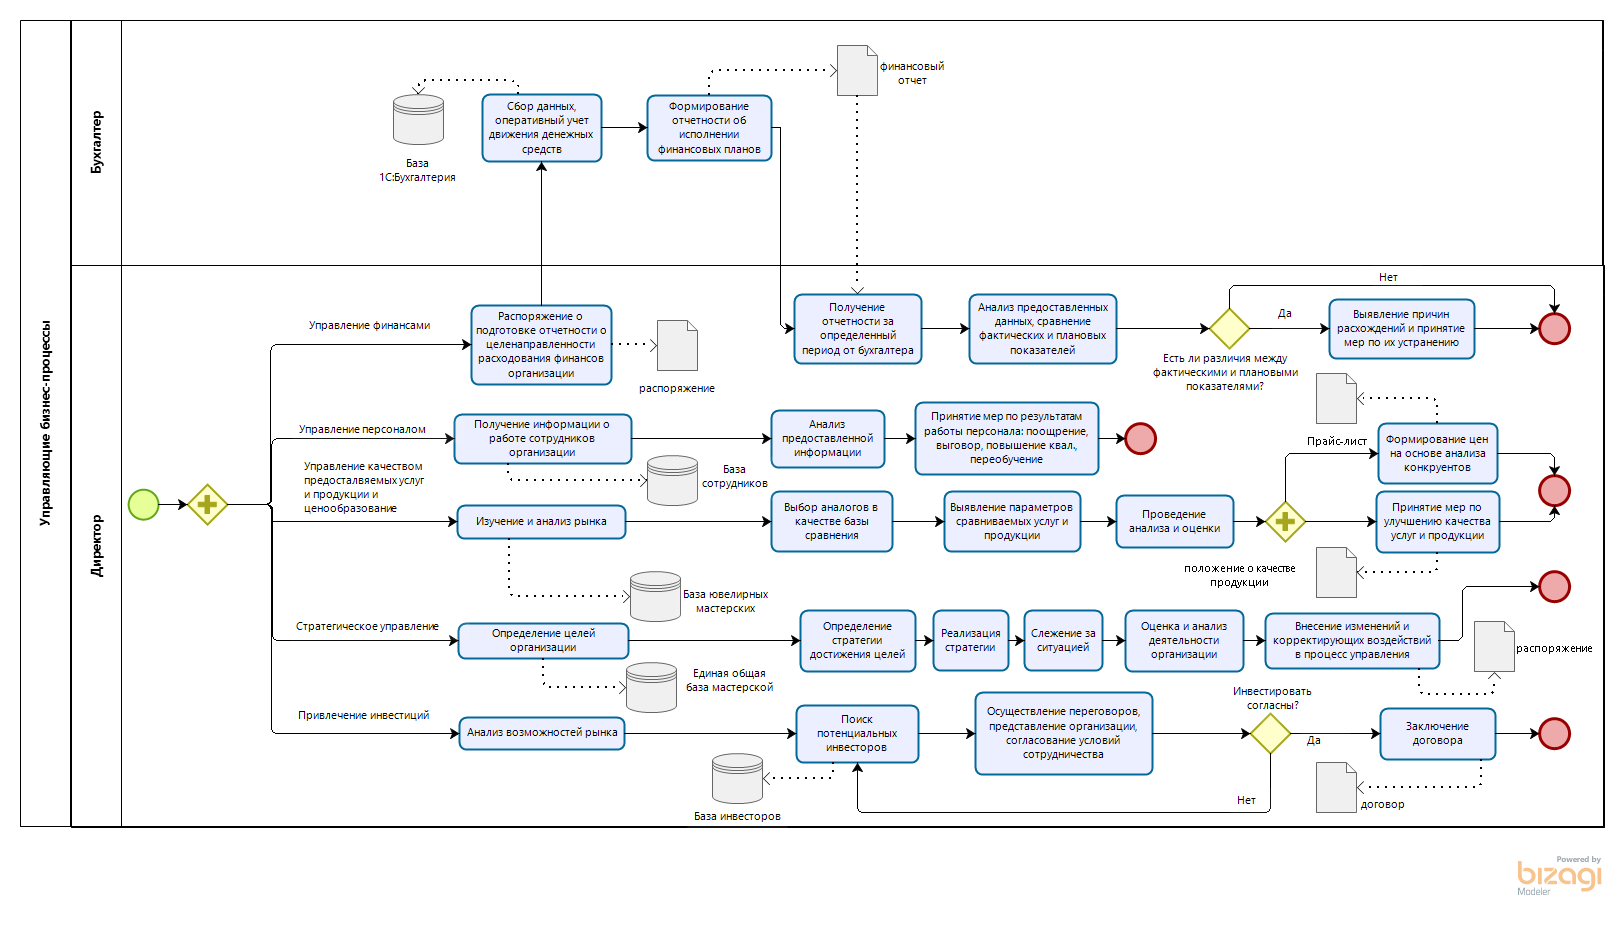 Управляющие бизнес-процессы
Бухгалтер
База
1С:Бухгалтерия
Сбор данных,
оперативный учет
движения денежных
средств
Формирование
отчетности об
исполнении
финансовых планов
финансовый
отчет
Директор
Управление финансами
Распоряжение о
подготовке отчетности о
целенаправленности
расходования финансов
организации
распоряжение
Получение
отчетности за
определенный
период от бухгалтера
Анализ предоставленных
данных, сравнение
фактических и плановых
показателей
Есть ли различия между
фактическими и плановыми
показателями?
Нет
Да
Выявление причин
расхождений и принятие
мер по их устранению
Управление персоналом
Получение информации о
работе сотрудников
организации
База
сотрудников
Анализ
предоставленной
информации
Принятие мер по результатам
работы персонала: поощрение,
выговор, повышение квал.,
переобучение
Управление качеством
предосталвяемых услуг
и продукции и
ценообразование
Изучение и анализ рынка
База ювелирных
мастерских
Выбор аналогов в
качестве базы
сравнения
Выявление параметров
сравниваемых услуг и
продукции
Проведение
анализа и оценки
Прайс-лист
Формирование цен
на основе анализа
конкруентов
Принятие мер по
улучшению качества
услуг и продукции
положение о качестве
продукции
Стратегическое управление
Определение целей
организации
Единая общая
база мастерской
Определение
стратегии
достижения целей
Реализация
стратегии
Слежение за
ситуацией
Оценка и анализ
деятельности
организации
Внесение изменений и
корректирующих воздействий
в процесс управления
распоряжение
Привлечение инвестиций
Анализ возможностей рынка
Поиск
потенциальных
инвесторов
База инвесторов
Осуществление переговоров,
представление организации,
согласование условий
сотрудничества
Инвестировать
согласны?
Да
Нет
Заключение
договора
договор
Powered by
bizagi
Modeler